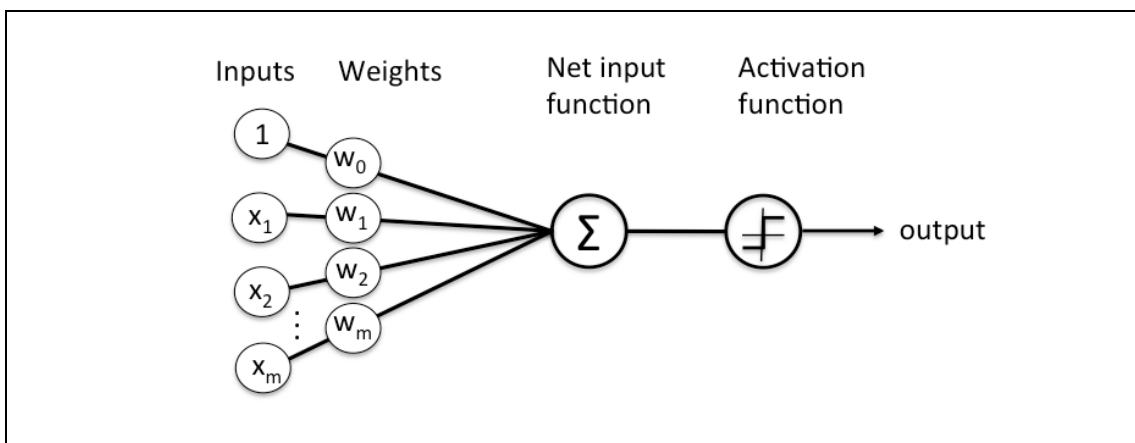 Inputs
Weights
Net input
function
Activation
function
1
w₀
x₁
w₁
x₂
w₂
⋮
xₘ
wₘ
Σ
output